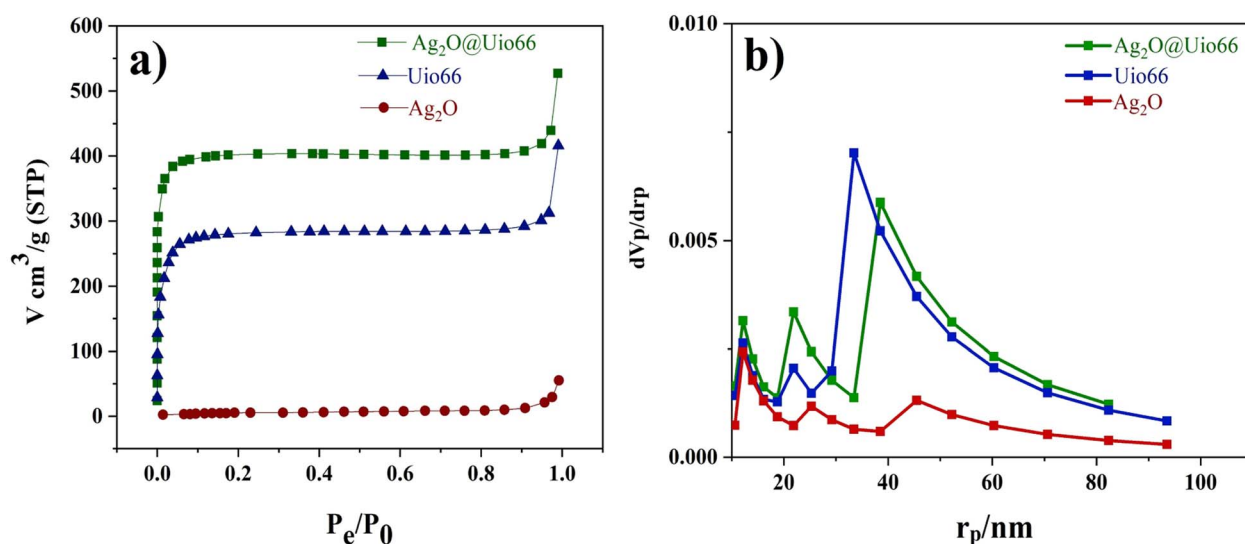 a)
Ag₂O@Uio66
Uio66
Ag₂O
V cm³/g (STP)
600
500
400
300
200
100
0
0.0 0.2 0.4 0.6 0.8 1.0
Pₑ/P₀
b)
Ag₂O@Uio66
Uio66
Ag₂O
dVp/drp
0.010
0.005
0.000
20 40 60 80 100
rₚ/nm